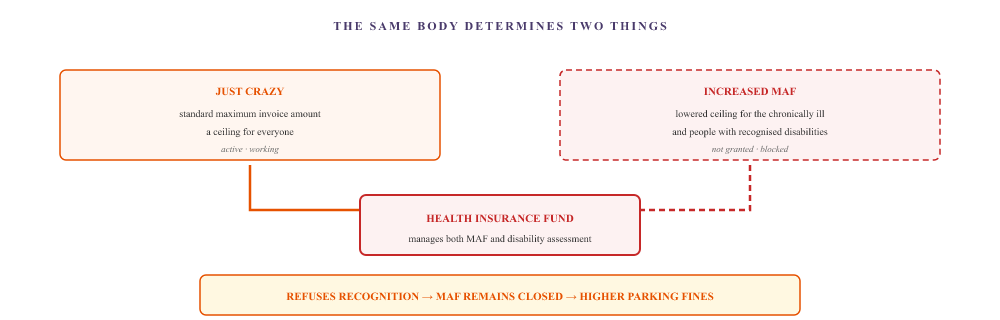 THE SAME BODY DETERMINES TWO THINGS
JUST CRAZY
standard maximum invoice amount
a ceiling for everyone
active · working
INCREASED MAF
lowered ceiling for the chronically ill
and people with recognised disabilities
not granted · blocked
HEALTH INSURANCE FUND
manages both MAF and disability assessment
REFUSES RECOGNITION → MAF REMAINS CLOSED → HIGHER PARKING FINES